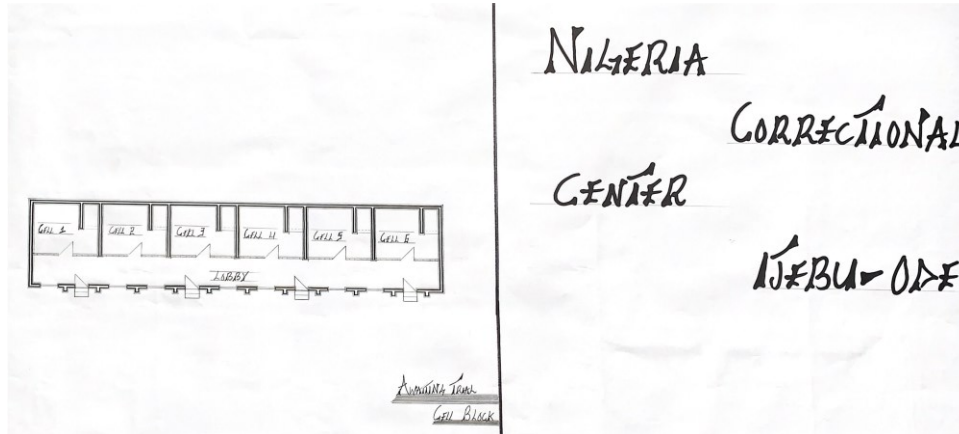 CELL 1
CELL 2
CELL 3
CELL 4
CELL 5
CELL 6
LOBBY
AWAITING TRIAL
CELL BLOCK
NIGERIA
CORRECTIONAL
CENTER
IJEBU-ODE